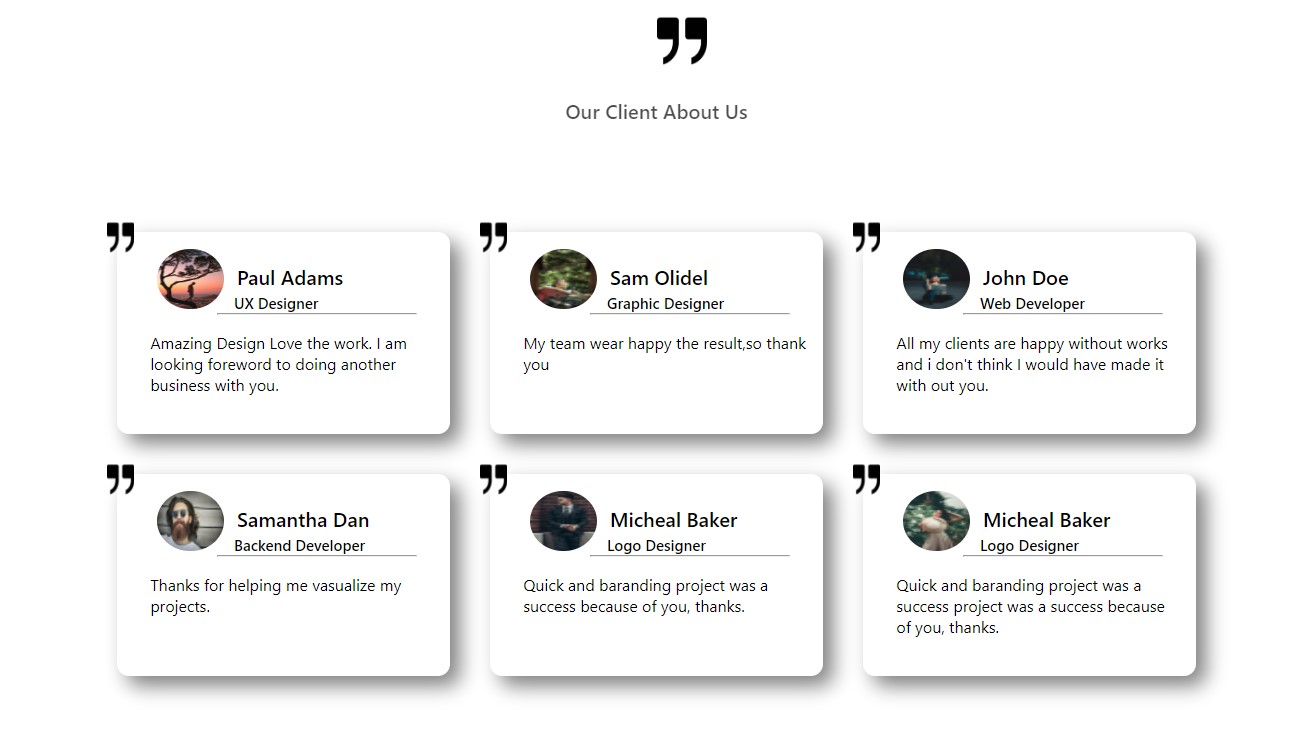 Our Client About Us
Paul Adams
UX Designer
Amazing Design Love the work. I am
looking foreword to doing another
business with you.
Sam Olidel
Graphic Designer
My team wear happy the result,so thank
you
John Doe
Web Developer
All my clients are happy without works
and i don't think I would have made it
with out you.
Samantha Dan
Backend Developer
Thanks for helping me vasualize my
projects.
Micheal Baker
Logo Designer
Quick and baranding project was a
success because of you, thanks.
Micheal Baker
Logo Designer
Quick and baranding project was a
success project was a success because
of you, thanks.